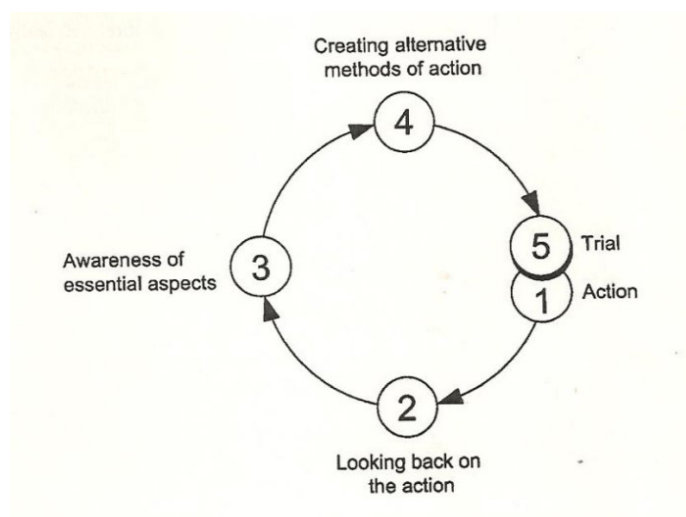 Creating alternative
methods of action
4
5
Trial
1
Action
Awareness of
essential aspects
3
2
Looking back on
the action